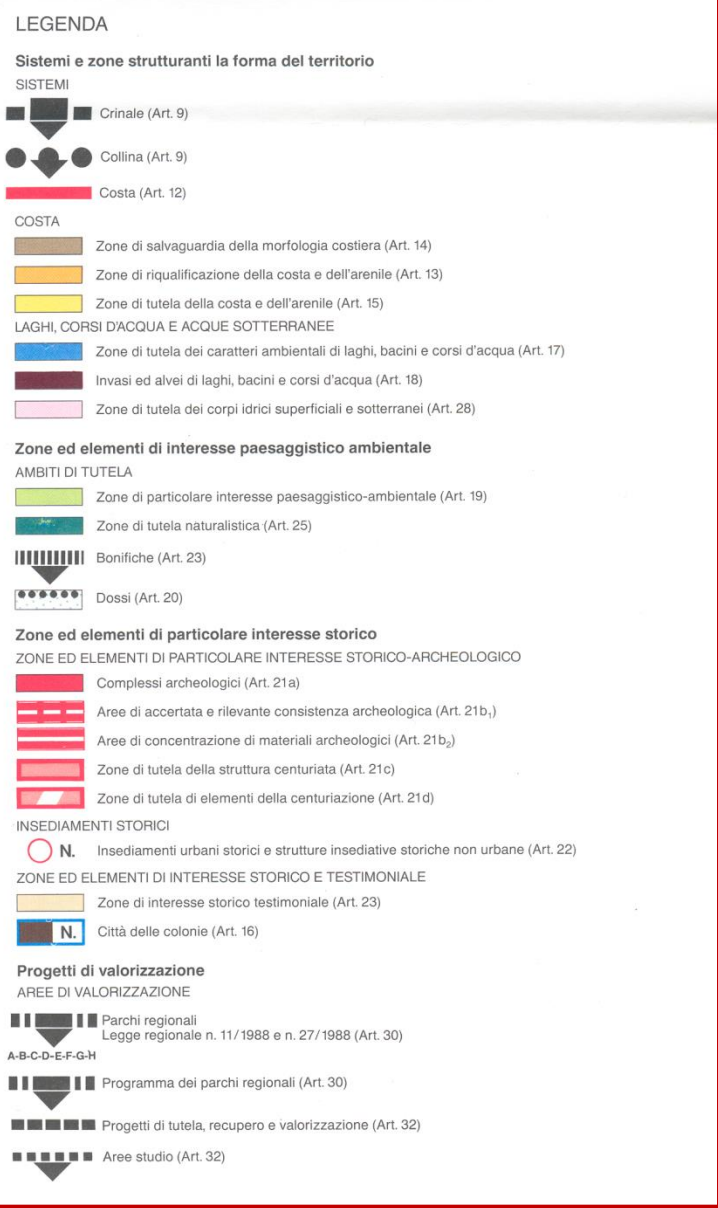 LEGENDA
Sistemi e zone strutturanti la forma del territorio
SISTEMI
Crinale (Art. 9)
Collina (Art. 9)
Costa (Art. 12)
COSTA
Zone di salvaguardia della morfologia costiera (Art. 14)
Zone di riqualificazione della costa e dell'arenile (Art. 13)
Zone di tutela della costa e dell'arenile (Art. 15)
LAGHI, CORSI D'ACQUA E ACQUE SOTTERRANEE
Zone di tutela dei caratteri ambientali di laghi, bacini e corsi d'acqua (Art. 17)
Invasi ed alvei di laghi, bacini e corsi d'acqua (Art. 18)
Zone di tutela dei corpi idrici superficiali e sotterranei (Art. 28)
Zone ed elementi di interesse paesaggistico ambientale
AMBITI DI TUTELA
Zone di particolare interesse paesaggistico-ambientale (Art. 19)
Zone di tutela naturalistica (Art. 25)
Bonifiche (Art. 23)
Dossi (Art. 20)
Zone ed elementi di particolare interesse storico
ZONE ED ELEMENTI DI PARTICOLARE INTERESSE STORICO-ARCHEOLOGICO
Complessi archeologici (Art. 21a)
Aree di accertata e rilevante consistenza archeologica (Art. 21b₁)
Aree di concentrazione di materiali archeologici (Art. 21b₂)
Zone di tutela della struttura centuriata (Art. 21c)
Zone di tutela di elementi della centuriazione (Art. 21d)
INSEDIAMENTI STORICI
N. Insediamenti urbani storici e strutture insediative storiche non urbane (Art. 22)
ZONE ED ELEMENTI DI INTERESSE STORICO E TESTIMONIALE
Zone di interesse storico testimoniale (Art. 23)
N. Città delle colonie (Art. 16)
Progetti di valorizzazione
AREE DI VALORIZZAZIONE
Parchi regionali
Legge regionale n. 11/1988 e n. 27/1988 (Art. 30)
A-B-C-D-E-F-G-H
Programma dei parchi regionali (Art. 30)
Progetti di tutela, recupero e valorizzazione (Art. 32)
Aree studio (Art. 32)